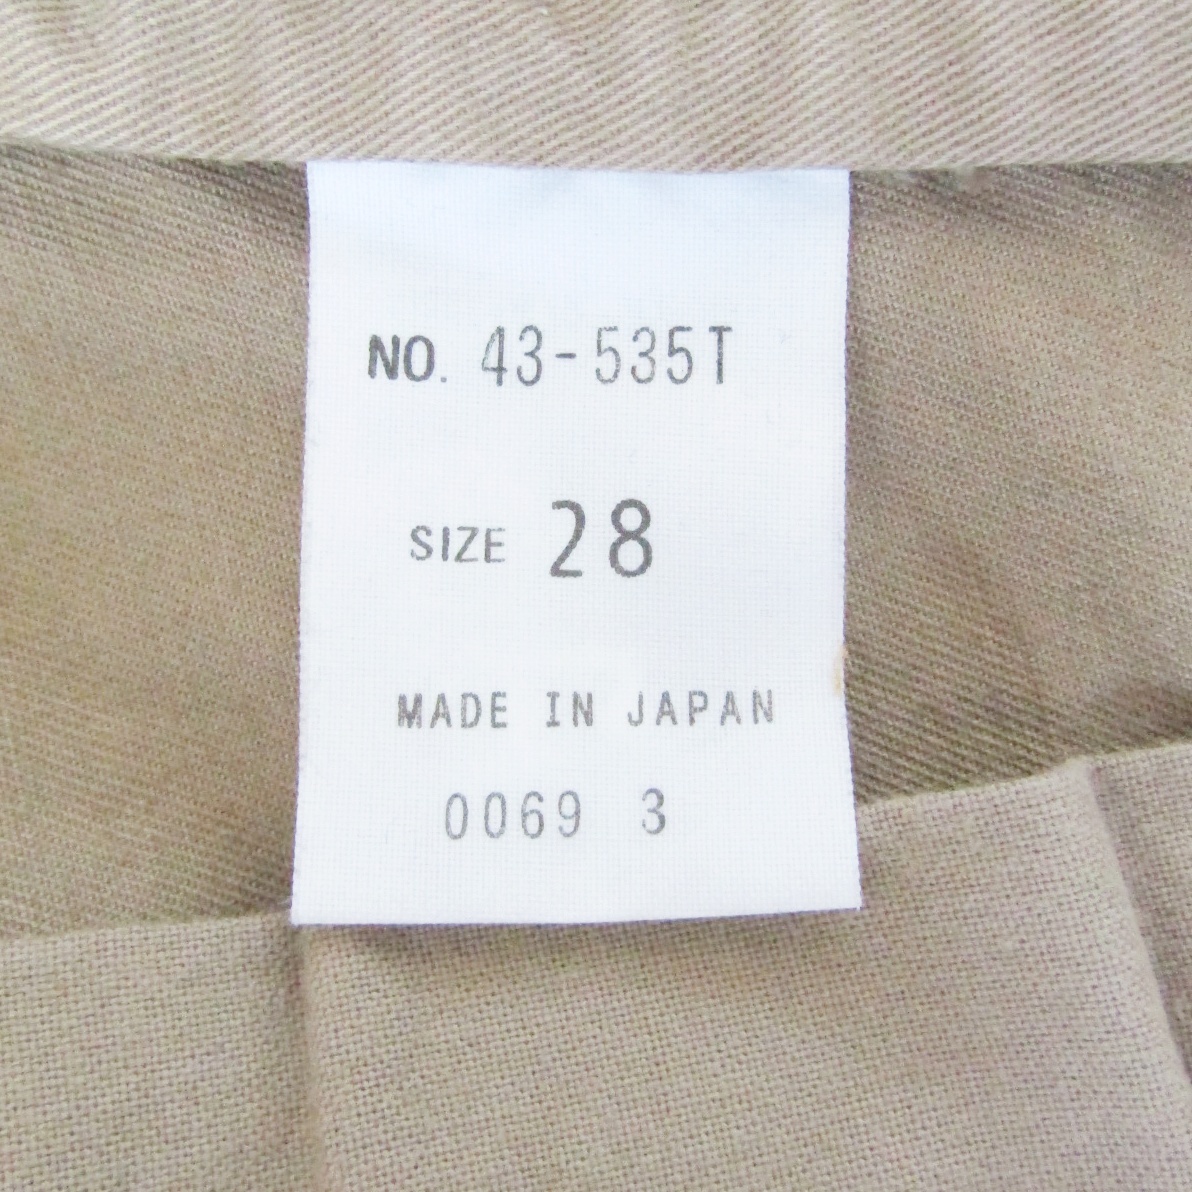 NO. 43-535T
SIZE 28
MADE IN JAPAN
0069 3